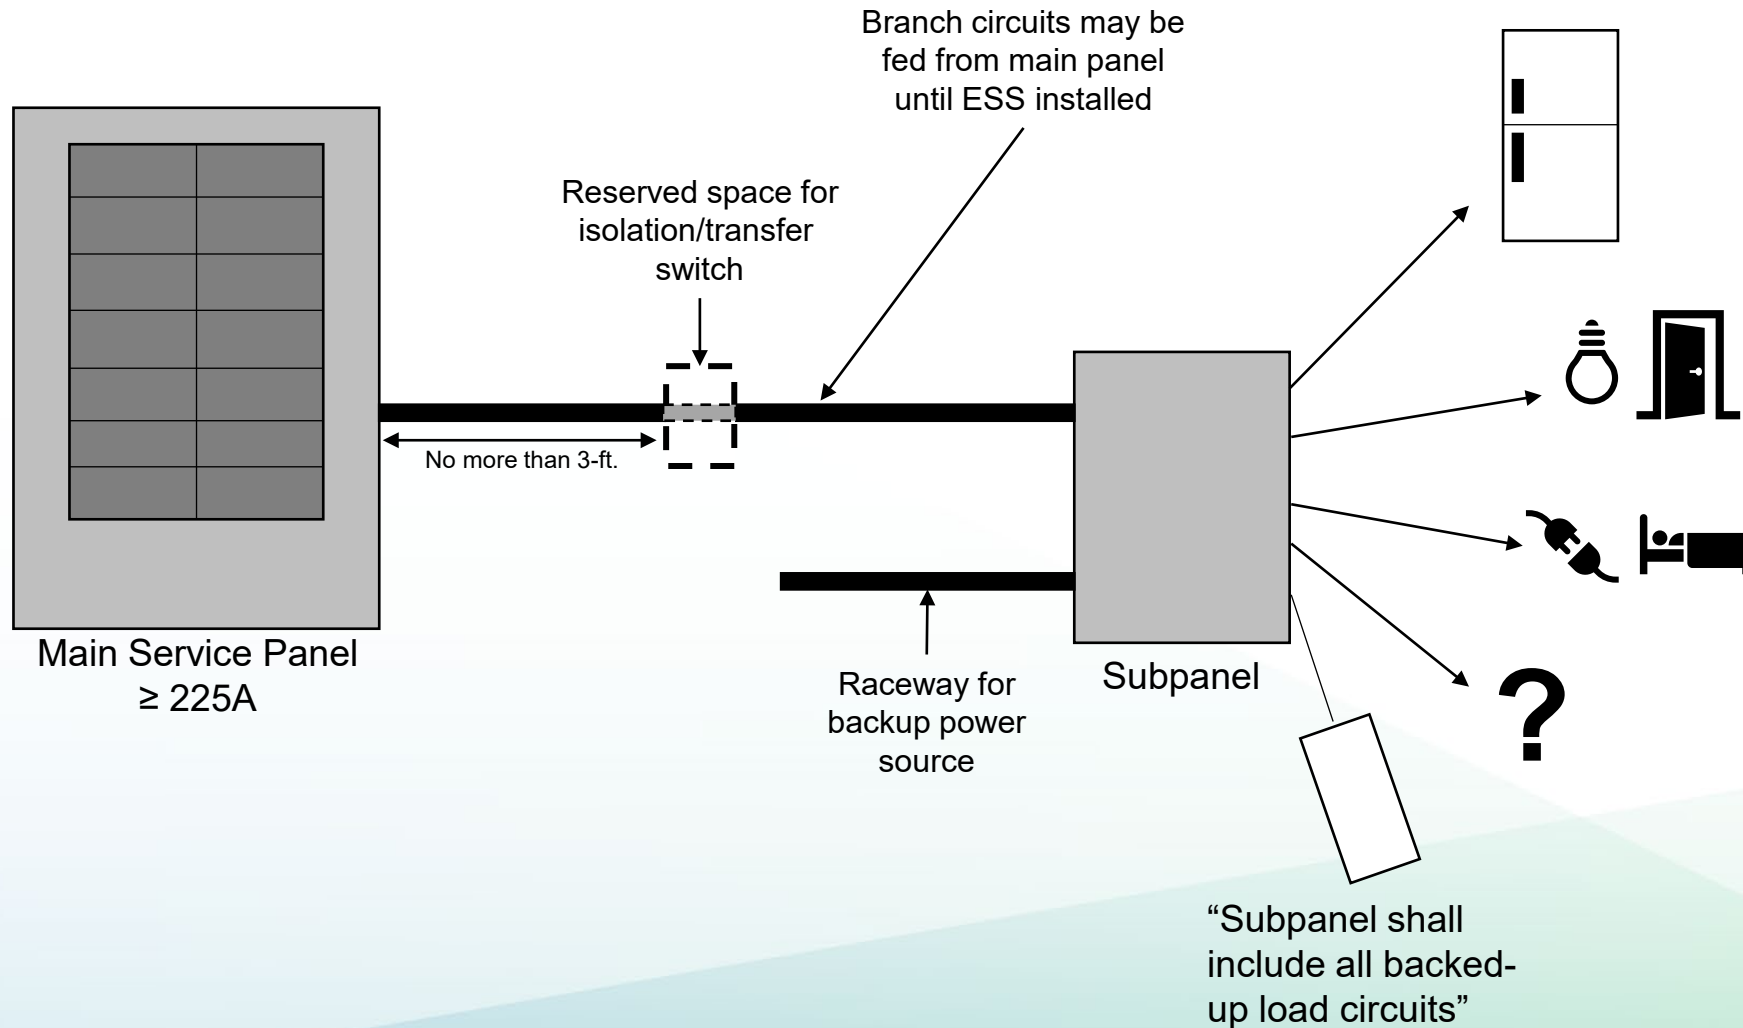 Branch circuits may be
fed from main panel
until ESS installed
Reserved space for
isolation/transfer
switch
No more than 3-ft.
Main Service Panel
≥ 225A
Raceway for
backup power
source
Subpanel
?
“Subpanel shall
include all backed-
up load circuits”